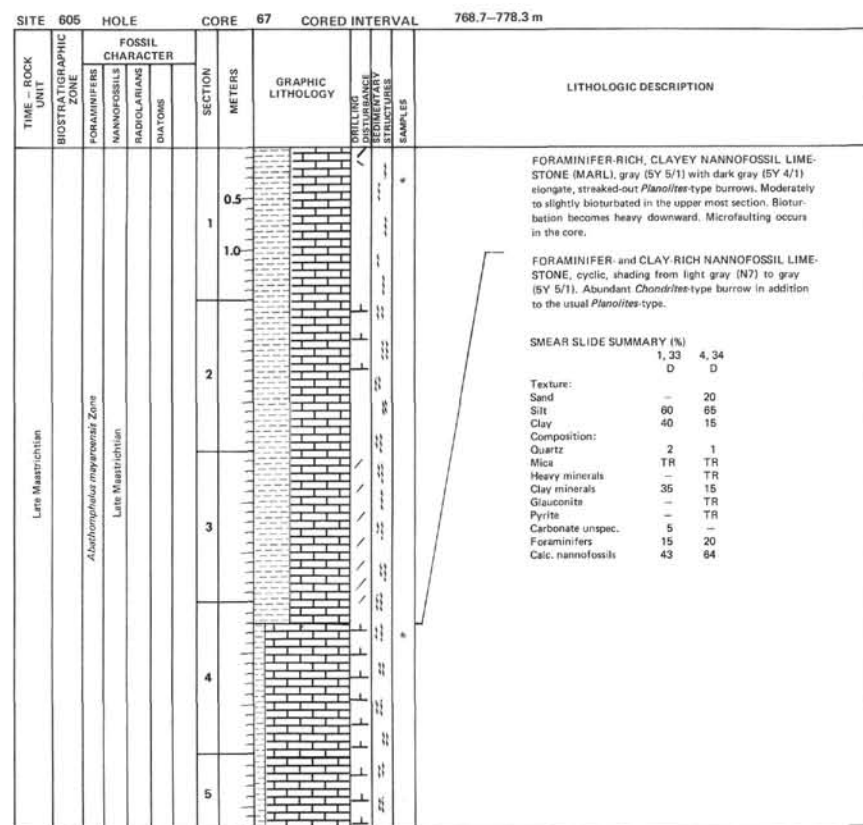 SITE 605 HOLE CORE 67 CORED INTERVAL 768.7–778.3 m
TIME – ROCK UNIT
BIOSTRATIGRAPHIC ZONE
FOSSIL CHARACTER
FORAMINIFERS
NANNOFOSSILS
RADIOLARIANS
DIATOMS
SECTION
METERS
GRAPHIC LITHOLOGY
DRILLING DISTURBANCE
SEDIMENTARY STRUCTURES
SAMPLES
LITHOLOGIC DESCRIPTION
Late Maastrichtian
Abathomphalus mayaroensis Zone
Late Maastrichtian
1
0.5
1.0
2
3
4
5
FORAMINIFER-RICH, CLAYEY NANNOFOSSIL LIME-
STONE (MARL), gray (5Y 5/1) with dark gray (5Y 4/1)
elongate, streaked-out Planolites-type burrows. Moderately
to slightly bioturbated in the upper most section. Biotur-
bation becomes heavy downward. Microfaulting occurs
in the core.
FORAMINIFER- and CLAY-RICH NANNOFOSSIL LIME-
STONE, cyclic, shading from light gray (N7) to gray
(5Y 5/1). Abundant Chondrites-type burrow in addition
to the usual Planolites-type.
SMEAR SLIDE SUMMARY (%)
1, 33 4, 34
D D
Texture:
Sand – 20
Silt 60 65
Clay 40 15
Composition:
Quartz 2 1
Mica TR TR
Heavy minerals – TR
Clay minerals 35 15
Glauconite – TR
Pyrite – TR
Carbonate unspec. 5 –
Foraminifers 15 20
Calc. nannofossils 43 64